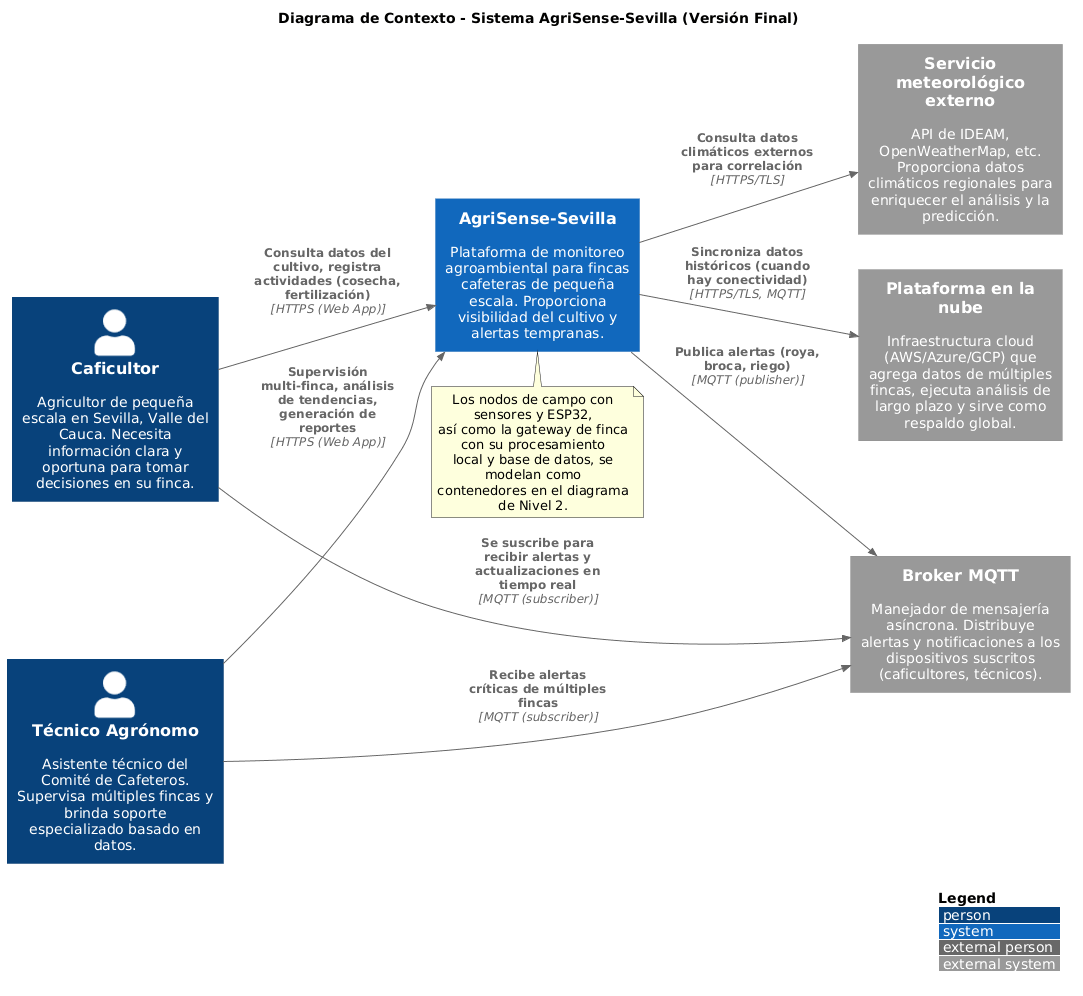 Diagrama de Contexto - Sistema AgriSense-Sevilla (Versión Final)
Servicio
meteorológico
externo
API de IDEAM,
OpenWeatherMap, etc.
Proporciona datos
climáticos regionales para
enriquecer el análisis y la
predicción.
Consulta datos
climáticos externos
para correlación
[HTTPS/TLS]
AgriSense-Sevilla
Plataforma de monitoreo
agroambiental para fincas
cafeteras de pequeña
escala. Proporciona
visibilidad del cultivo y
alertas tempranas.
Consulta datos del
cultivo, registra
actividades (cosecha,
fertilización)
[HTTPS (Web App)]
Sincroniza datos
históricos (cuando
hay conectividad)
[HTTPS/TLS, MQTT]
Plataforma en la
nube
Infraestructura cloud
(AWS/Azure/GCP) que
agrega datos de múltiples
fincas, ejecuta análisis de
largo plazo y sirve como
respaldo global.
Caficultor
Agricultor de pequeña
escala en Sevilla, Valle del
Cauca. Necesita
información clara y
oportuna para tomar
decisiones en su finca.
Supervisión
multi-finca, análisis
de tendencias,
generación de
reportes
[HTTPS (Web App)]
Publica alertas (roya,
broca, riego)
[MQTT (publisher)]
Los nodos de campo con
sensores y ESP32,
así como la gateway de finca
con su procesamiento
local y base de datos, se
modelan como
contenedores en el diagrama
de Nivel 2.
Se suscribe para
recibir alertas y
actualizaciones en
tiempo real
[MQTT (subscriber)]
Broker MQTT
Manejador de mensajería
asíncrona. Distribuye
alertas y notificaciones a los
dispositivos suscritos
(caficultores, técnicos).
Técnico Agrónomo
Asistente técnico del
Comité de Cafeteros.
Supervisa múltiples fincas y
brinda soporte
especializado basado en
datos.
Recibe alertas
críticas de múltiples
fincas
[MQTT (subscriber)]
Legend
person
system
external person
external system